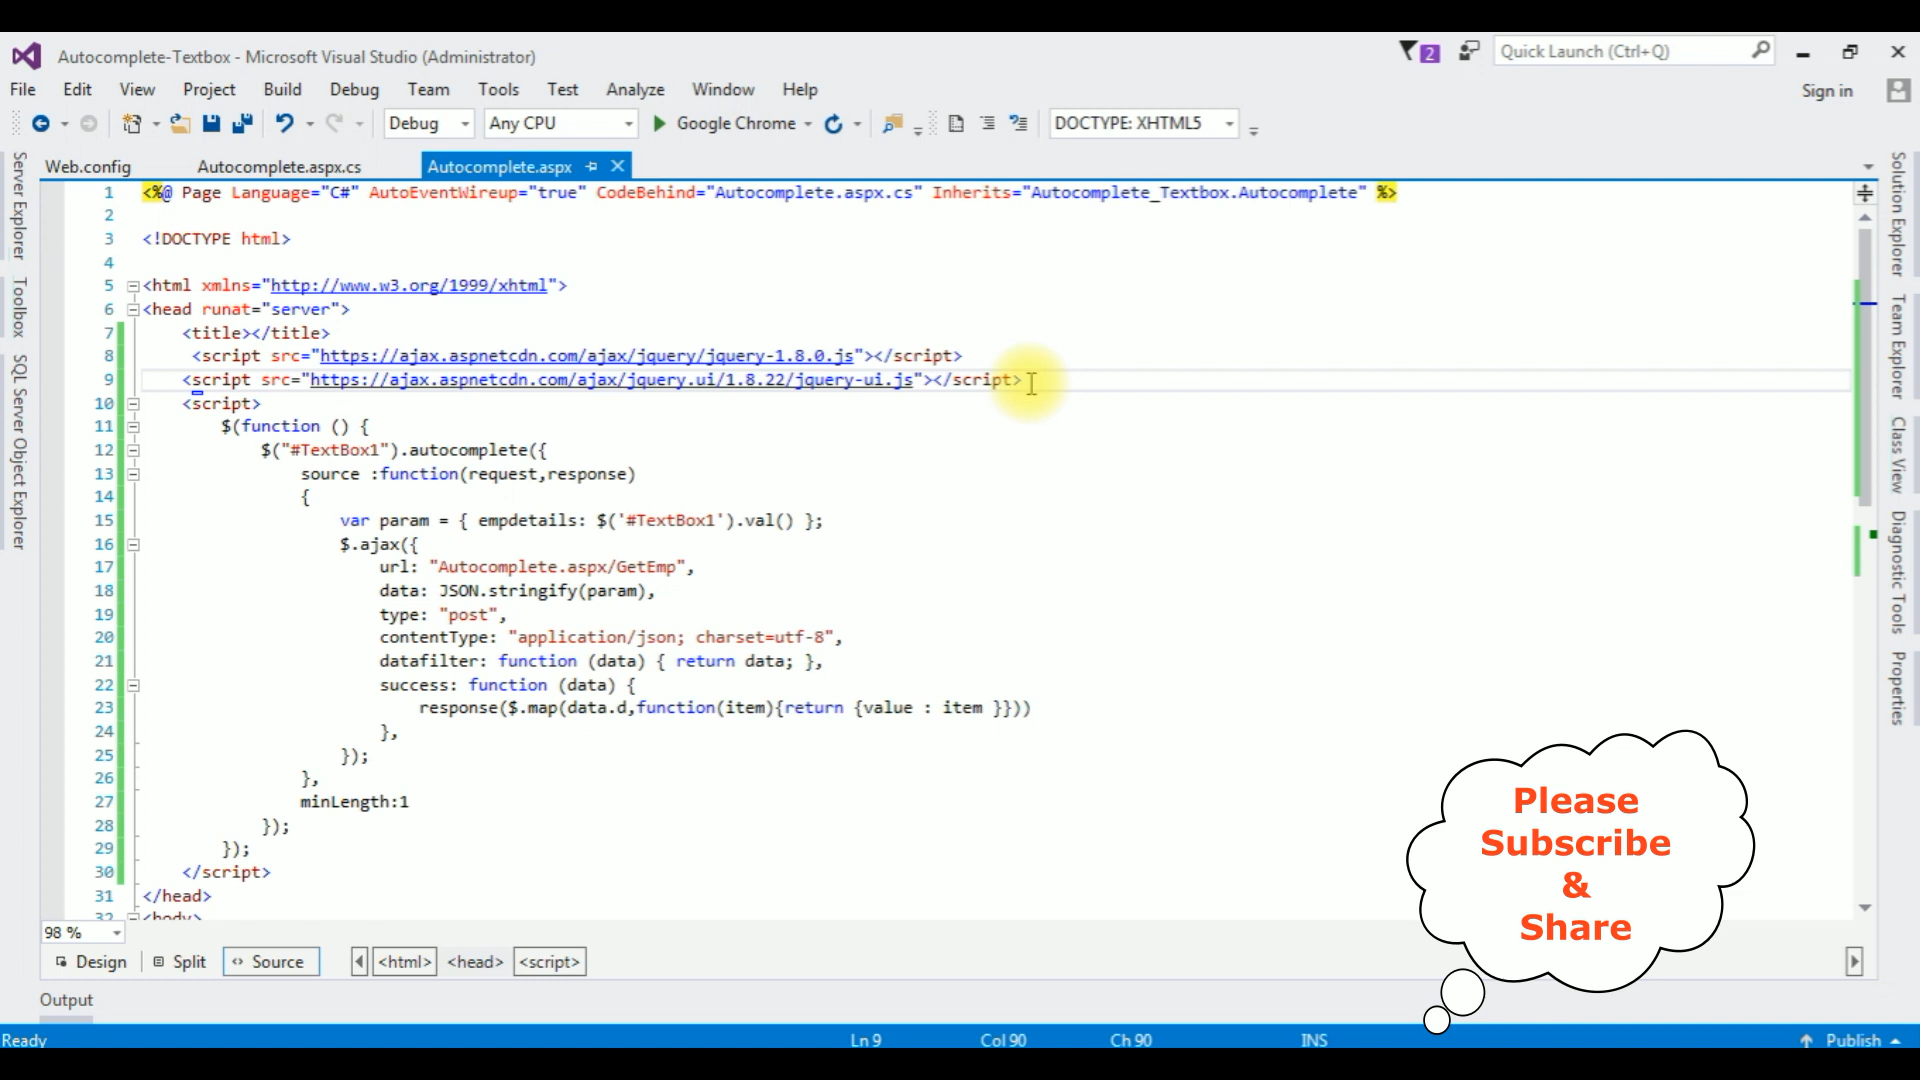 Autocomplete-Textbox - Microsoft Visual Studio (Administrator)
2
Quick Launch (Ctrl+Q)
File Edit View Project Build Debug Team Tools Test Analyze Window Help
Sign in
Debug Any CPU Google Chrome DOCTYPE: XHTML5
Web.config Autocomplete.aspx.cs Autocomplete.aspx
Server Explorer
Toolbox
SQL Server Object Explorer
1 <%@ Page Language="C#" AutoEventWireup="true" CodeBehind="Autocomplete.aspx.cs" Inherits="Autocomplete_Textbox.Autocomplete" %>
2
3 <!DOCTYPE html>
4
5 <html xmlns="http://www.w3.org/1999/xhtml">
6 <head runat="server">
7 <title></title>
8 <script src="https://ajax.aspnetcdn.com/ajax/jquery/jquery-1.8.0.js"></script>
9 <script src="https://ajax.aspnetcdn.com/ajax/jquery.ui/1.8.22/jquery-ui.js"></script>
10 <script>
11 $(function () {
12 $("#TextBox1").autocomplete({
13 source :function(request,response)
14 {
15 var param = { empdetails: $('#TextBox1').val() };
16 $.ajax({
17 url: "Autocomplete.aspx/GetEmp",
18 data: JSON.stringify(param),
19 type: "post",
20 contentType: "application/json; charset=utf-8",
21 datafilter: function (data) { return data; },
22 success: function (data) {
23 response($.map(data.d,function(item){return {value : item }}))
24 },
25 });
26 },
27 minLength:1
28 });
29 });
30 </script>
31 </head>
32 <body>
Solution Explorer
Team Explorer
Class View
Diagnostic Tools
Properties
Please
Subscribe
&
Share
98 %
Design Split Source <html> <head> <script>
Output
Ready Ln 9 Col 90 Ch 90 INS Publish